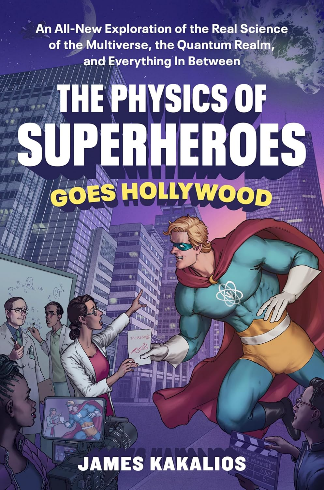 An All-New Exploration of the Real Science
of the Multiverse, the Quantum Realm,
and Everything In Between
THE PHYSICS OF
SUPERHEROES
GOES HOLLYWOOD
JAMES KAKALIOS